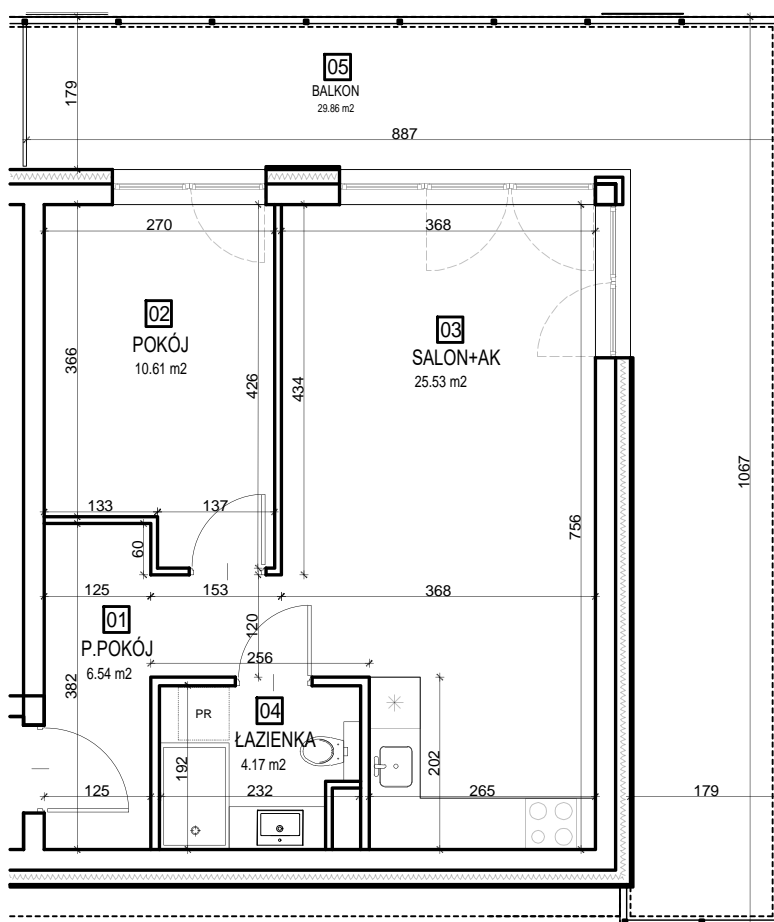 05
BALKON
29.86 m2
179
887
270
368
02
POKÓJ
10.61 m2
03
SALON+AK
25.53 m2
366
426
434
1067
133
137
756
60
125
153
368
01
P.POKÓJ
6.54 m2
120
256
382
PR
04
ŁAZIENKA
4.17 m2
192
202
125
232
265
179